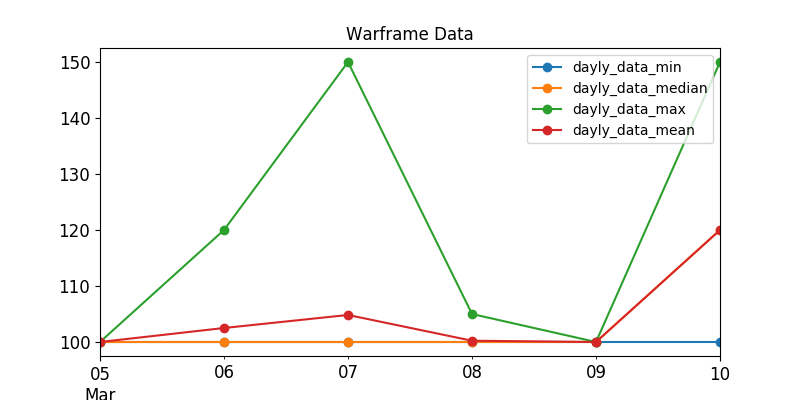 Warframe Data
dayly_data_min
dayly_data_median
dayly_data_max
dayly_data_mean
150
140
130
120
110
100
05 06 07 08 09 10
Mar